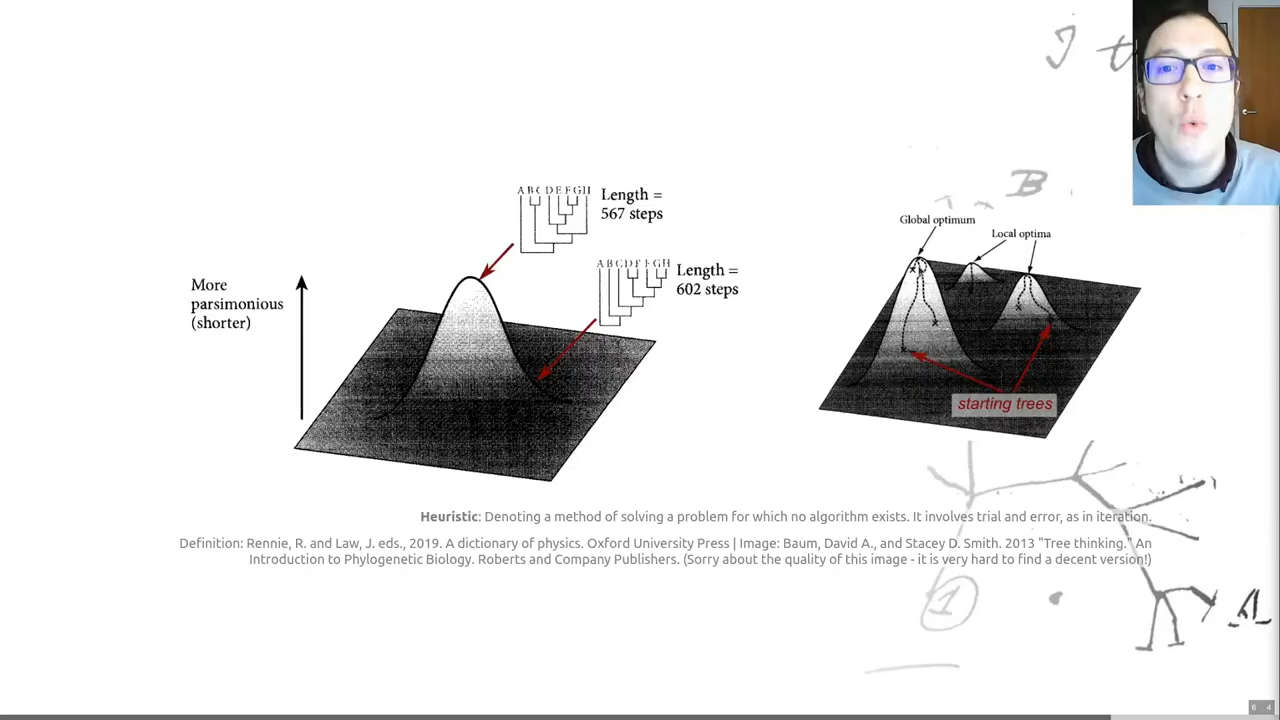 I t
B
A B C D E F G H
Length =
567 steps
A B C D F E G H
Length =
602 steps
More
parsimonious
(shorter)
Global optimum
Local optima
starting trees
Heuristic: Denoting a method of solving a problem for which no algorithm exists. It involves trial and error, as in iteration.
Definition: Rennie, R. and Law, J. eds., 2019. A dictionary of physics. Oxford University Press | Image: Baum, David A., and Stacey D. Smith. 2013 "Tree thinking." An
Introduction to Phylogenetic Biology. Roberts and Company Publishers. (Sorry about the quality of this image - it is very hard to find a decent version!)
1
A
6.4